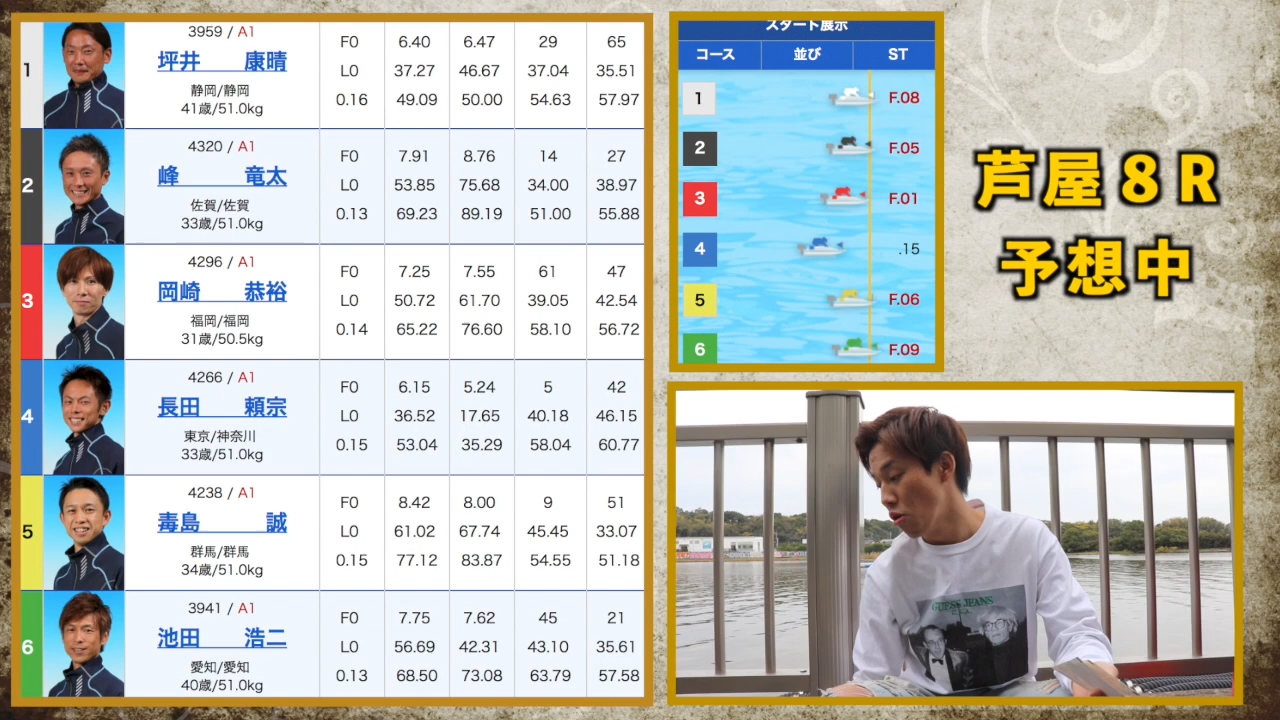 1
3959 / A1
坪井 康晴
静岡/静岡
41歳/51.0kg
F0 6.40 6.47 29 65
L0 37.27 46.67 37.04 35.51
0.16 49.09 50.00 54.63 57.97
2
4320 / A1
峰 竜太
佐賀/佐賀
33歳/51.0kg
F0 7.91 8.76 14 27
L0 53.85 75.68 34.00 38.97
0.13 69.23 89.19 51.00 55.88
3
4296 / A1
岡崎 恭裕
福岡/福岡
31歳/50.5kg
F0 7.25 7.55 61 47
L0 50.72 61.70 39.05 42.54
0.14 65.22 76.60 58.10 56.72
4
4266 / A1
長田 頼宗
東京/神奈川
33歳/51.0kg
F0 6.15 5.24 5 42
L0 36.52 17.65 40.18 46.15
0.15 53.04 35.29 58.04 60.77
5
4238 / A1
毒島 誠
群馬/群馬
34歳/51.0kg
F0 8.42 8.00 9 51
L0 61.02 67.74 45.45 33.07
0.15 77.12 83.87 54.55 51.18
6
3941 / A1
池田 浩二
愛知/愛知
40歳/51.0kg
F0 7.75 7.62 45 21
L0 56.69 42.31 43.10 35.61
0.13 68.50 73.08 63.79 57.58
スタート展示
コース 並び ST
1 F.08
2 F.05
3 F.01
4 .15
5 F.06
6 F.09
芦屋８R
予想中
GUESS JEANS
U.S.A.